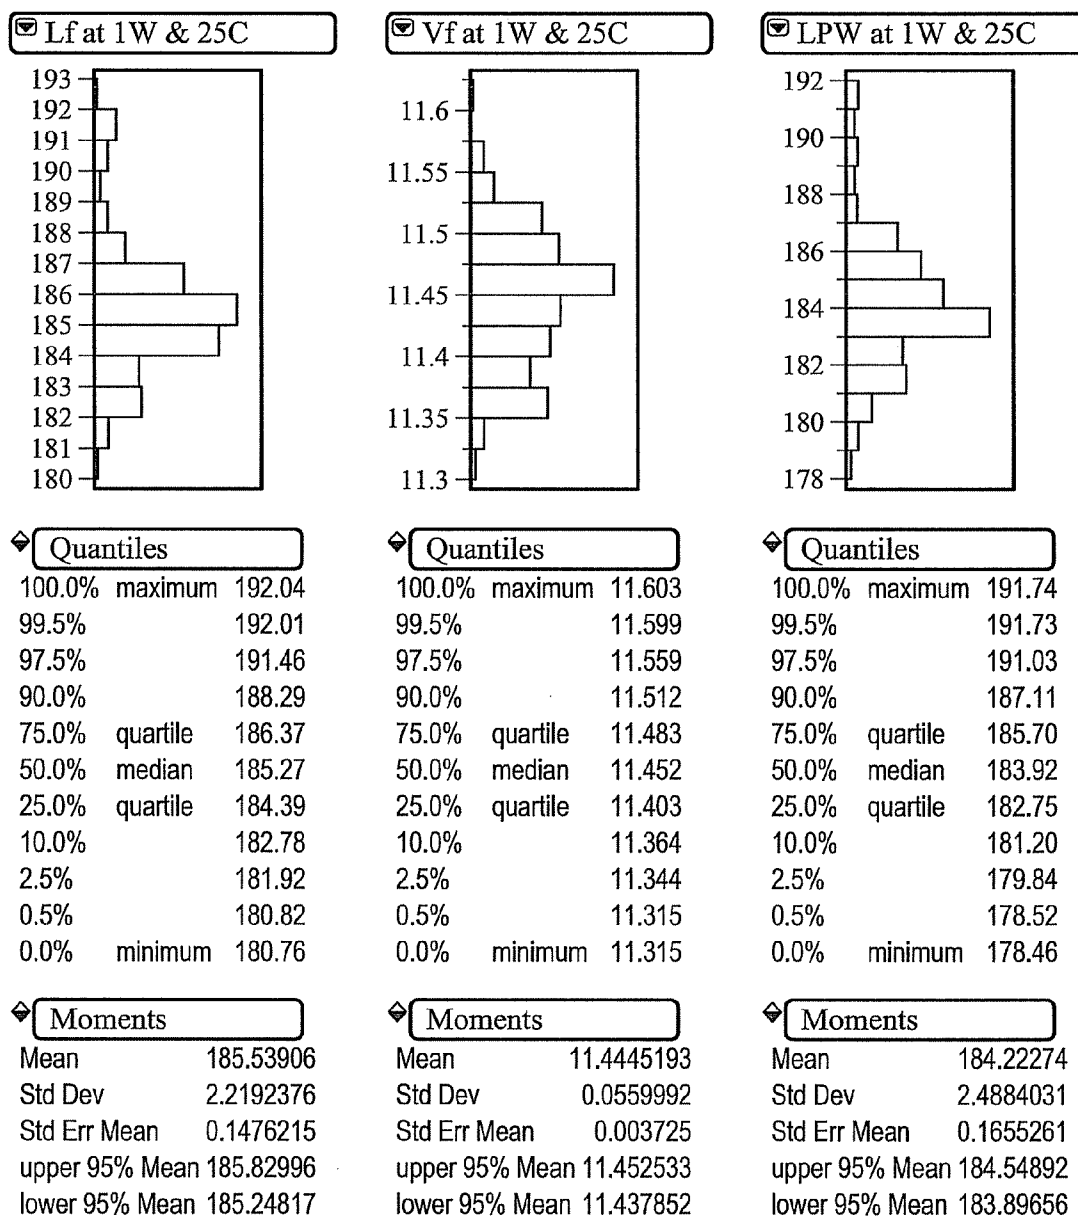 Lf at 1W & 25C
193
192
191
190
189
188
187
186
185
184
183
182
181
180
Quantiles
100.0% maximum 192.04
99.5% 192.01
97.5% 191.46
90.0% 188.29
75.0% quartile 186.37
50.0% median 185.27
25.0% quartile 184.39
10.0% 182.78
2.5% 181.92
0.5% 180.82
0.0% minimum 180.76
Moments
Mean 185.53906
Std Dev 2.2192376
Std Err Mean 0.1476215
upper 95% Mean 185.82996
lower 95% Mean 185.24817
Vf at 1W & 25C
11.6
11.55
11.5
11.45
11.4
11.35
11.3
Quantiles
100.0% maximum 11.603
99.5% 11.599
97.5% 11.559
90.0% 11.512
75.0% quartile 11.483
50.0% median 11.452
25.0% quartile 11.403
10.0% 11.364
2.5% 11.344
0.5% 11.315
0.0% minimum 11.315
Moments
Mean 11.4445193
Std Dev 0.0559992
Std Err Mean 0.003725
upper 95% Mean 11.452533
lower 95% Mean 11.437852
LPW at 1W & 25C
192
190
188
186
184
182
180
178
Quantiles
100.0% maximum 191.74
99.5% 191.73
97.5% 191.03
90.0% 187.11
75.0% quartile 185.70
50.0% median 183.92
25.0% quartile 182.75
10.0% 181.20
2.5% 179.84
0.5% 178.52
0.0% minimum 178.46
Moments
Mean 184.22274
Std Dev 2.4884031
Std Err Mean 0.1655261
upper 95% Mean 184.54892
lower 95% Mean 183.89656